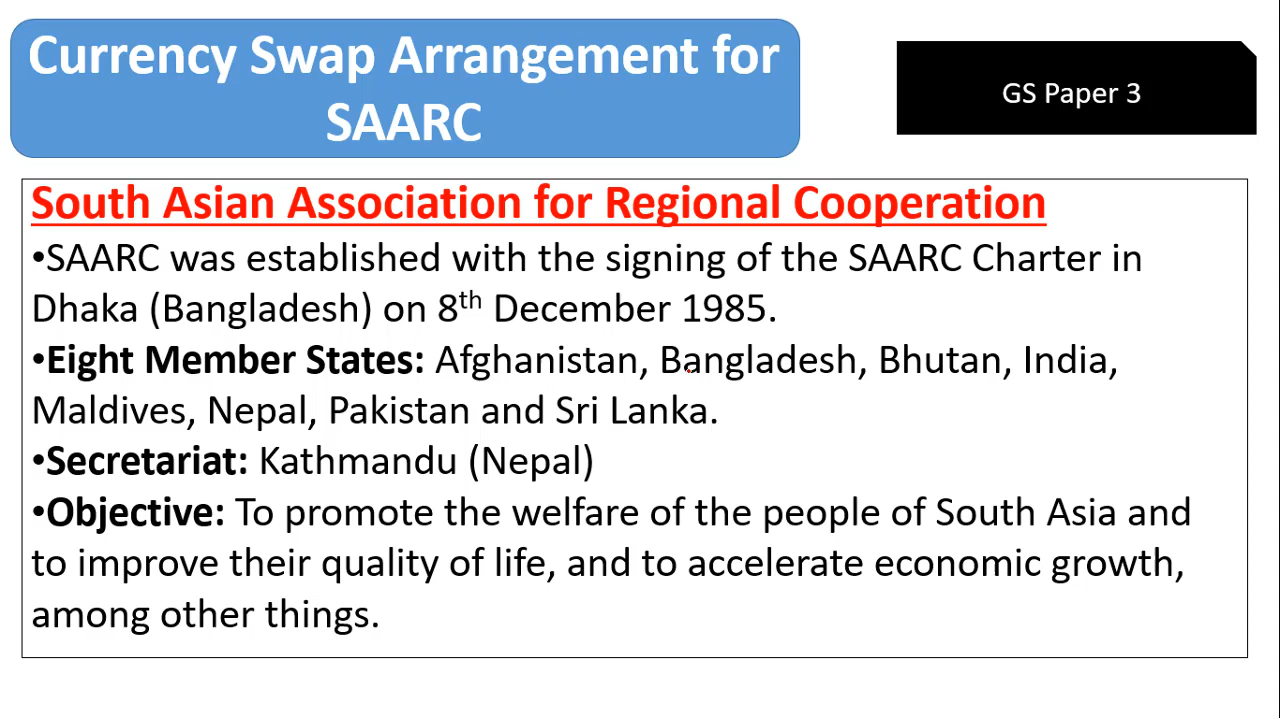 Currency Swap Arrangement for
SAARC
GS Paper 3
South Asian Association for Regional Cooperation
•SAARC was established with the signing of the SAARC Charter in
Dhaka (Bangladesh) on 8th December 1985.
•Eight Member States: Afghanistan, Bangladesh, Bhutan, India,
Maldives, Nepal, Pakistan and Sri Lanka.
•Secretariat: Kathmandu (Nepal)
•Objective: To promote the welfare of the people of South Asia and
to improve their quality of life, and to accelerate economic growth,
among other things.